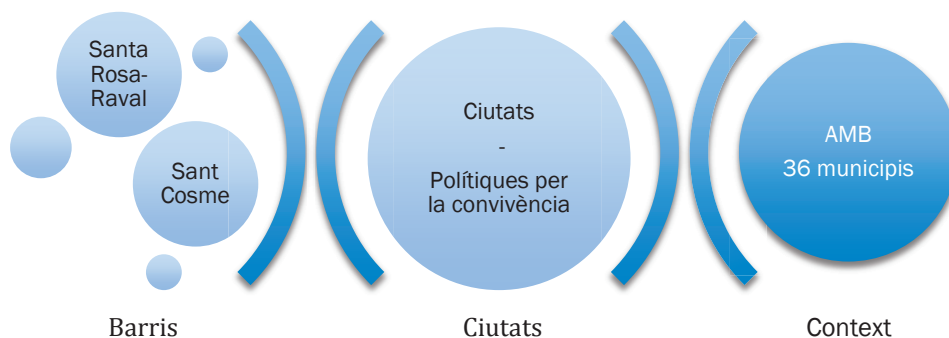 Santa
Rosa-
Raval
Sant
Cosme
Ciutats
-
Polítiques per
la convivència
AMB
36 municipis
Barris
Ciutats
Context